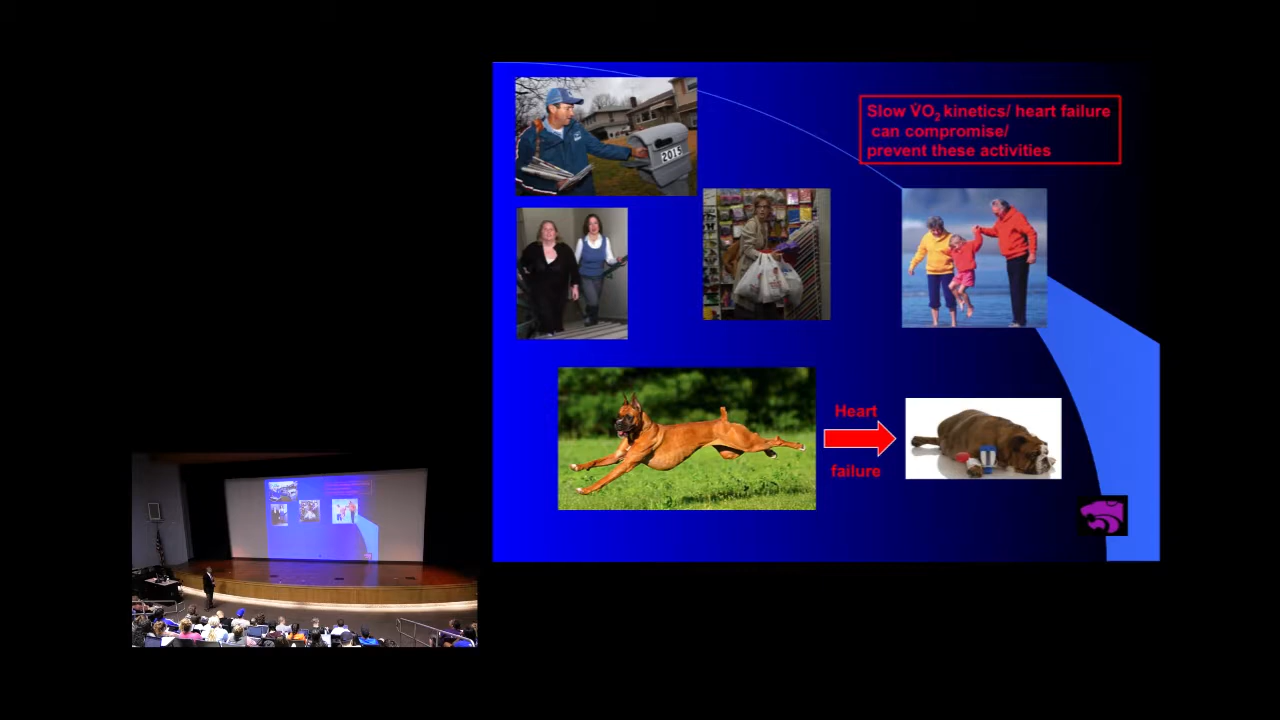 2015
Slow V̇O₂ kinetics/ heart failure
can compromise/
prevent these activities
Heart
failure